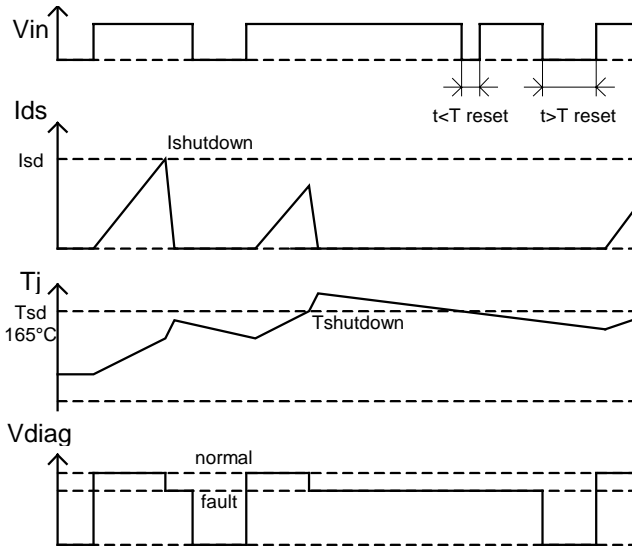 Vin
t<T reset
t>T reset
Ids
Ishutdown
Isd
Tj
Tsd
165°C
Tshutdown
Vdiag
normal
fault